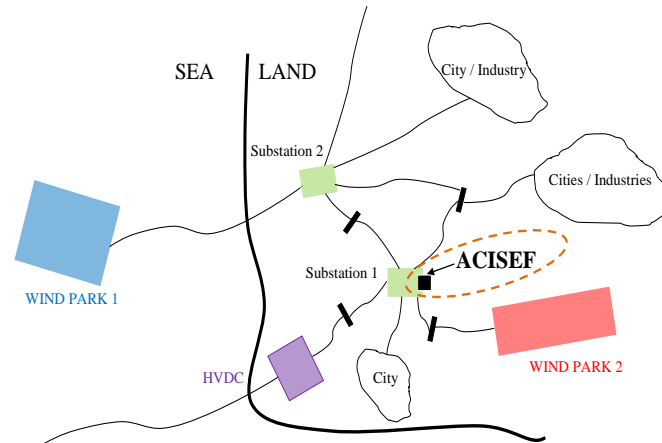 SEA
LAND
City / Industry
Substation 2
Cities / Industries
ACISEF
Substation 1
WIND PARK 1
WIND PARK 2
HVDC
City